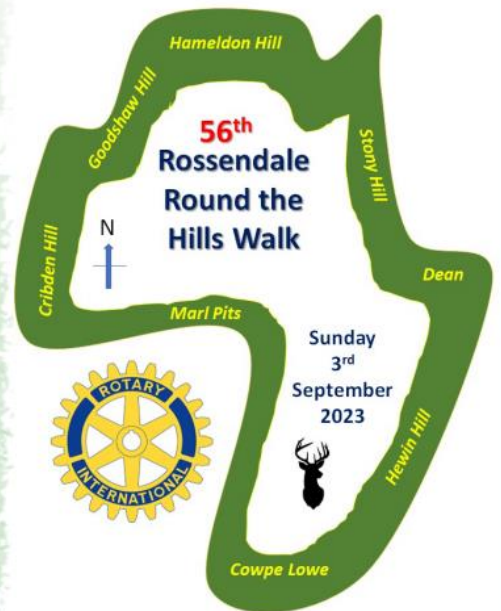 Hameldon Hill
Goodshaw Hill
56th
Rossendale
Round the
Hills Walk
Stony Hill
N
Cribden Hill
Dean
Marl Pits
Sunday
3rd
September
2023
ROTARY
INTERNATIONAL
Hewin Hill
Cowpe Lowe